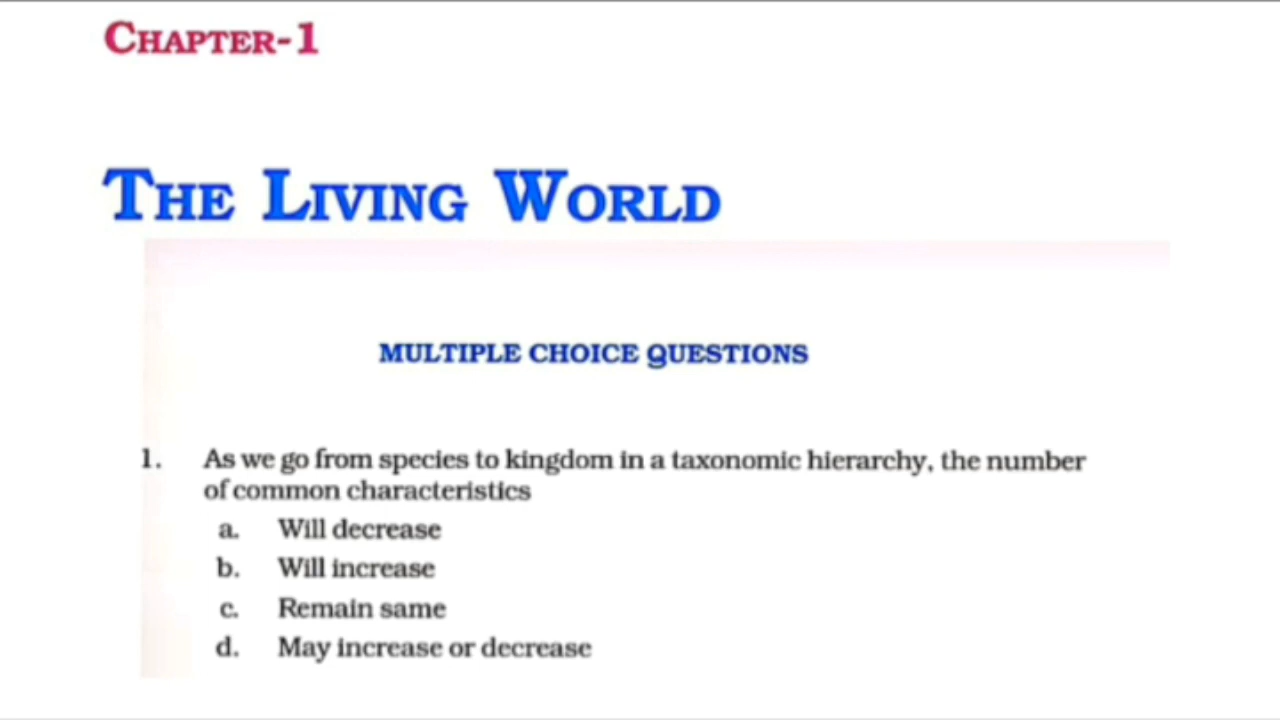 CHAPTER-1
THE LIVING WORLD
MULTIPLE CHOICE QUESTIONS
1. As we go from species to kingdom in a taxonomic hierarchy, the number
of common characteristics
a. Will decrease
b. Will increase
c. Remain same
d. May increase or decrease